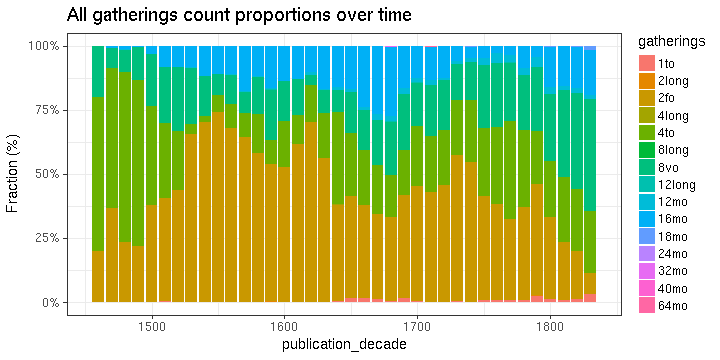 All gatherings count proportions over time
gatherings
1to
2long
2fo
4long
4to
8long
8vo
12long
12mo
16mo
18mo
24mo
32mo
40mo
64mo
Fraction (%)
100%
75%
50%
25%
0%
1500 1600 1700 1800
publication_decade